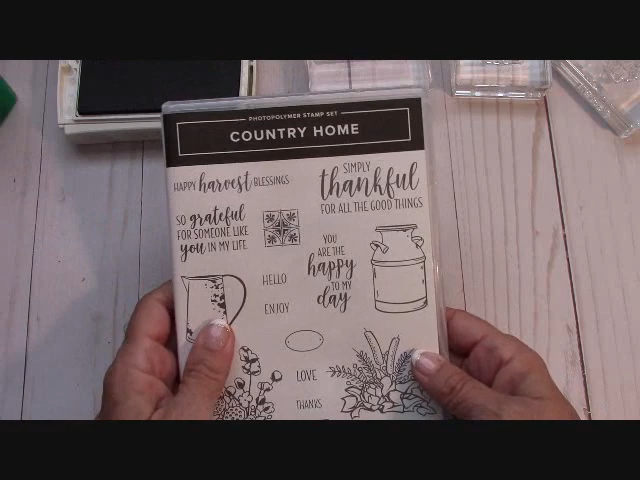 PHOTOPOLYMER STAMP SET
COUNTRY HOME
HAPPY harvest BLESSINGS
SIMPLY
thankful
FOR ALL THE GOOD THINGS
SO grateful
FOR SOMEONE LIKE
you IN MY LIFE
YOU
ARE THE
happy
TO MY
day
HELLO
ENJOY
LOVE
THANKS